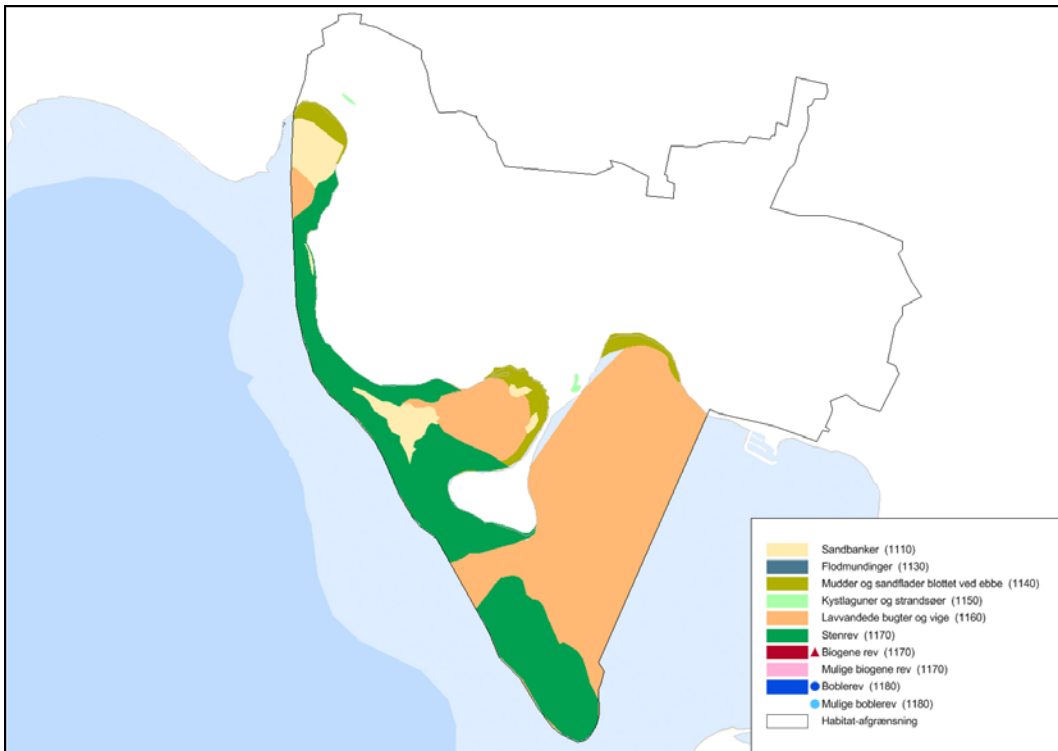 Sandbanker (1110)
Flodmundinger (1130)
Mudder og sandflader blottet ved ebbe (1140)
Kystlaguner og strandsøer (1150)
Lavvandede bugter og vige (1160)
Stenrev (1170)
Biogene rev (1170)
Mulige biogene rev (1170)
Boblerev (1180)
Mulige boblerev (1180)
Habitat-afgrænsning